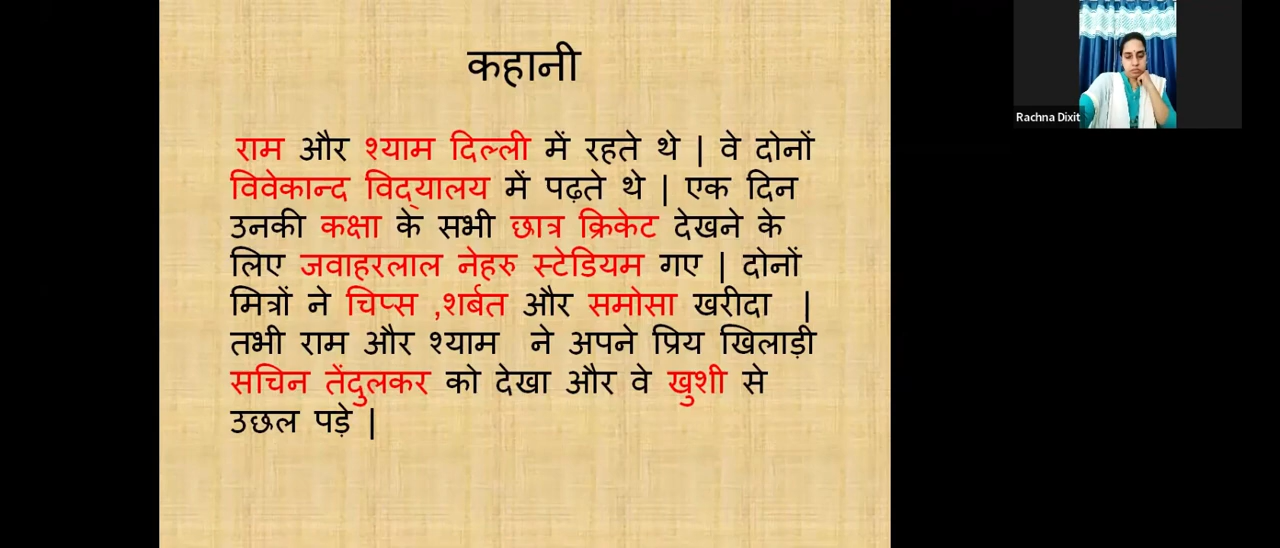 कहानी
राम और श्याम दिल्ली में रहते थे | वे दोनों
विवेकान्द विद्यालय में पढ़ते थे | एक दिन
उनकी कक्षा के सभी छात्र क्रिकेट देखने के
लिए जवाहरलाल नेहरु स्टेडियम गए | दोनों
मित्रों ने चिप्स ,शर्बत और समोसा खरीदा |
तभी राम और श्याम ने अपने प्रिय खिलाड़ी
सचिन तेंदुलकर को देखा और वे खुशी से
उछल पड़े |
Rachna Dixit